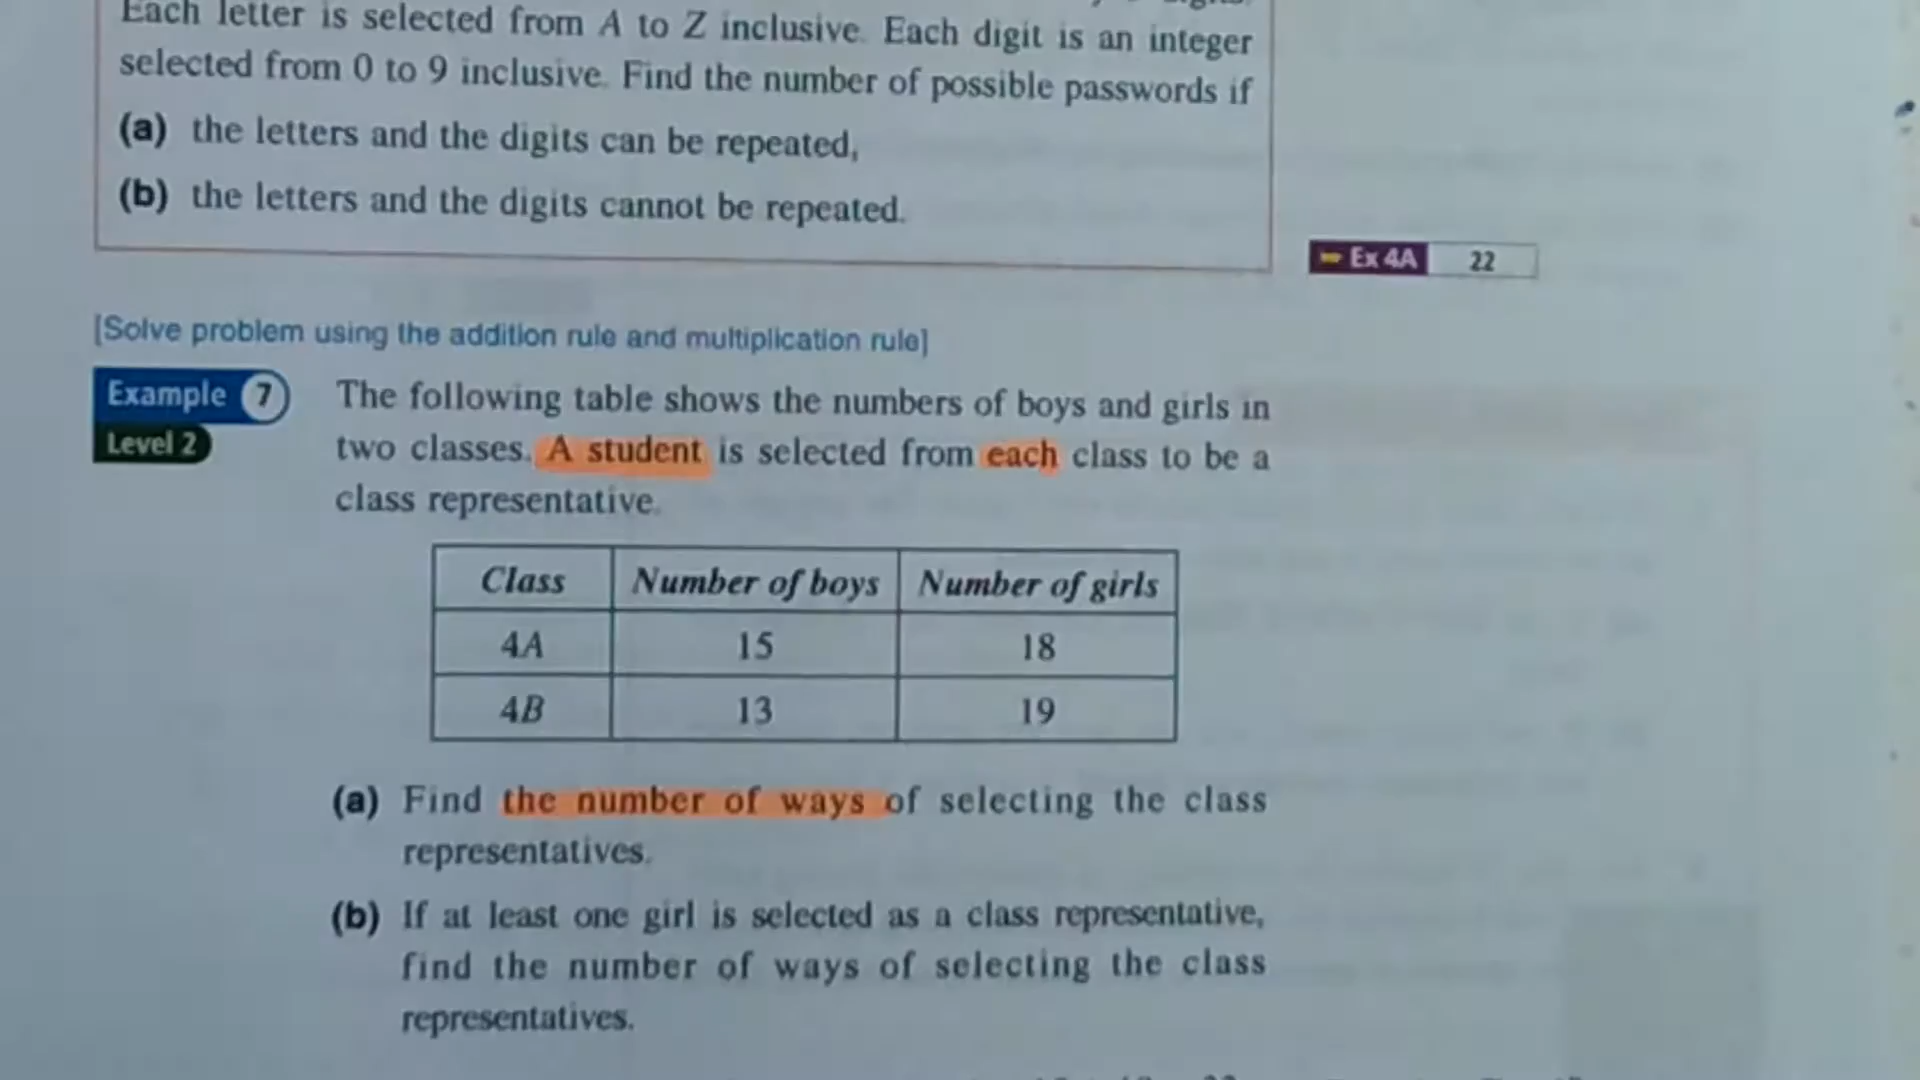 Each letter is selected from A to Z inclusive. Each digit is an integer
selected from 0 to 9 inclusive. Find the number of possible passwords if
(a) the letters and the digits can be repeated,
(b) the letters and the digits cannot be repeated.
Ex 4A 22
[Solve problem using the addition rule and multiplication rule]
Example 7
Level 2
The following table shows the numbers of boys and girls in
two classes. A student is selected from each class to be a
class representative.
Class Number of boys Number of girls
4A 15 18
4B 13 19
(a) Find the number of ways of selecting the class
representatives.
(b) If at least one girl is selected as a class representative,
find the number of ways of selecting the class
representatives.